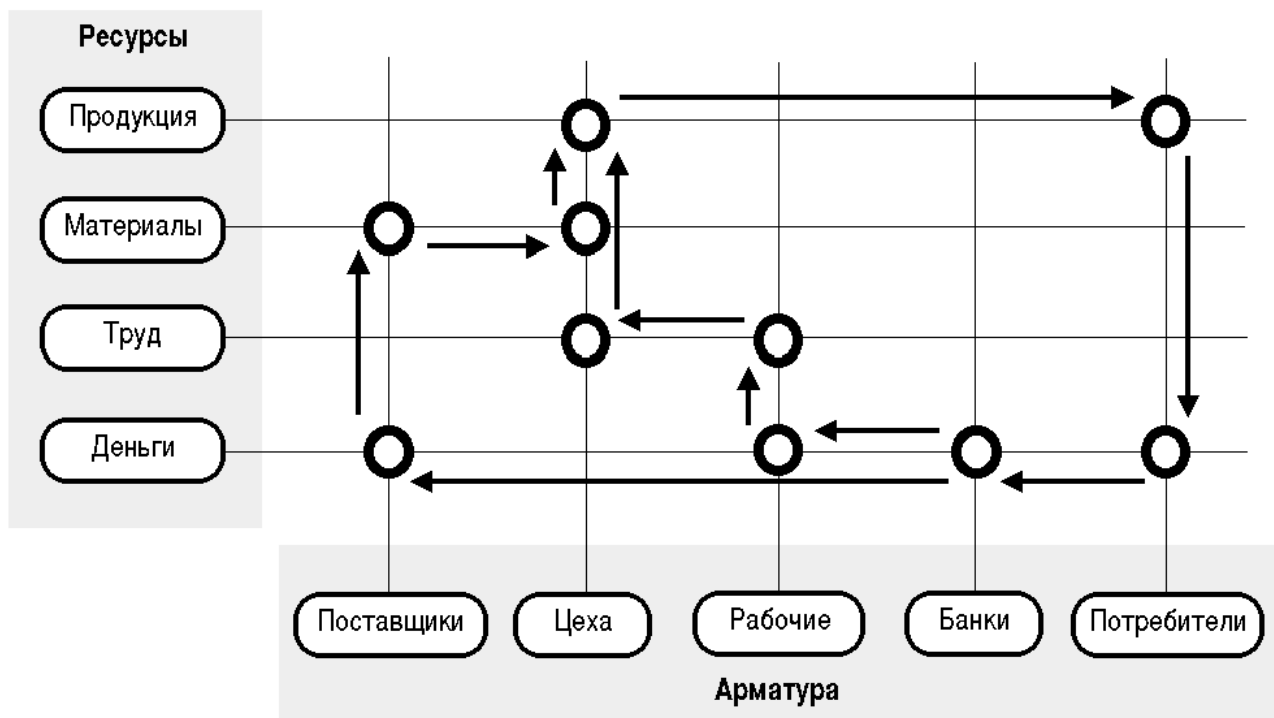 Ресурсы
Продукция
Материалы
Труд
Деньги
Поставщики
Цеха
Рабочие
Банки
Потребители
Арматура